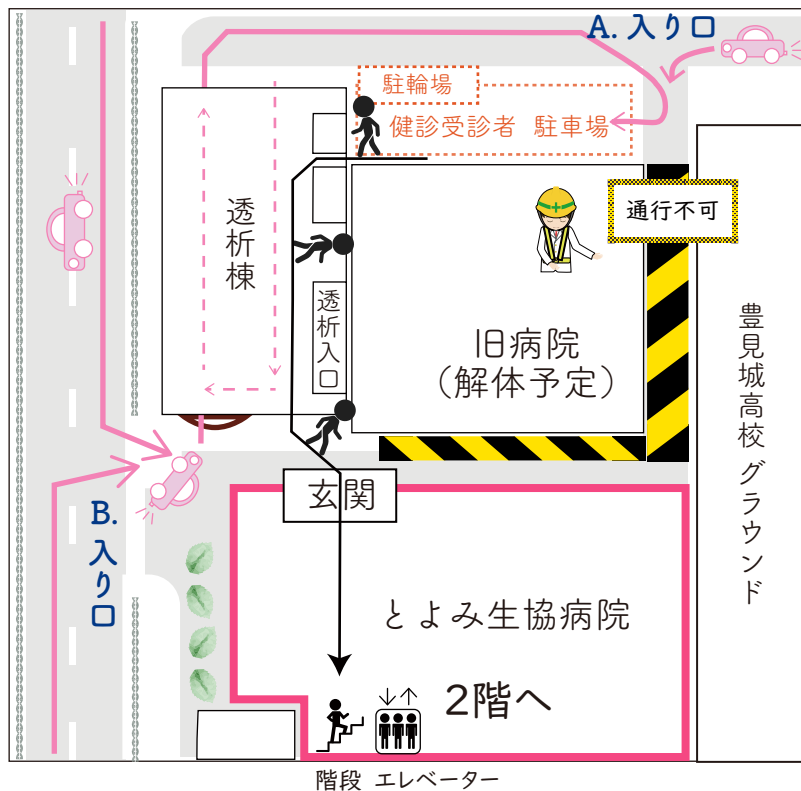 A. 入り口
駐輪場
健診受診者 駐車場
通行不可
透析棟
透析入口
旧病院
(解体予定)
豊見城高校 グラウンド
玄関
B.
入り口
とよみ生協病院
2階へ
階段 エレベーター